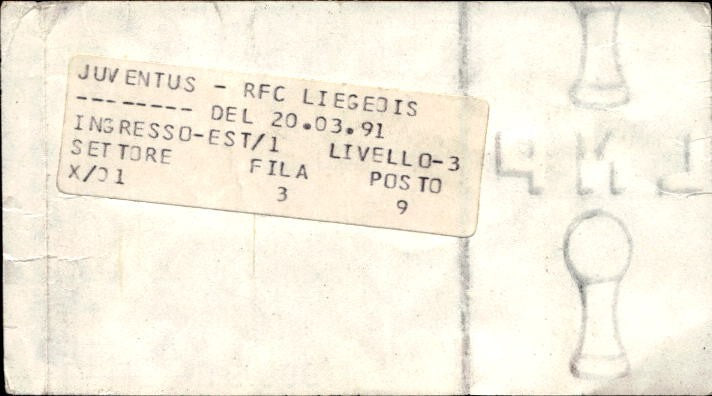 JUVENTUS - RFC LIEGEOIS
-------- DEL 20.03.91
INGRESSO-EST/1 LIVELLO-3
SETTORE FILA POSTO
X/01 3 9